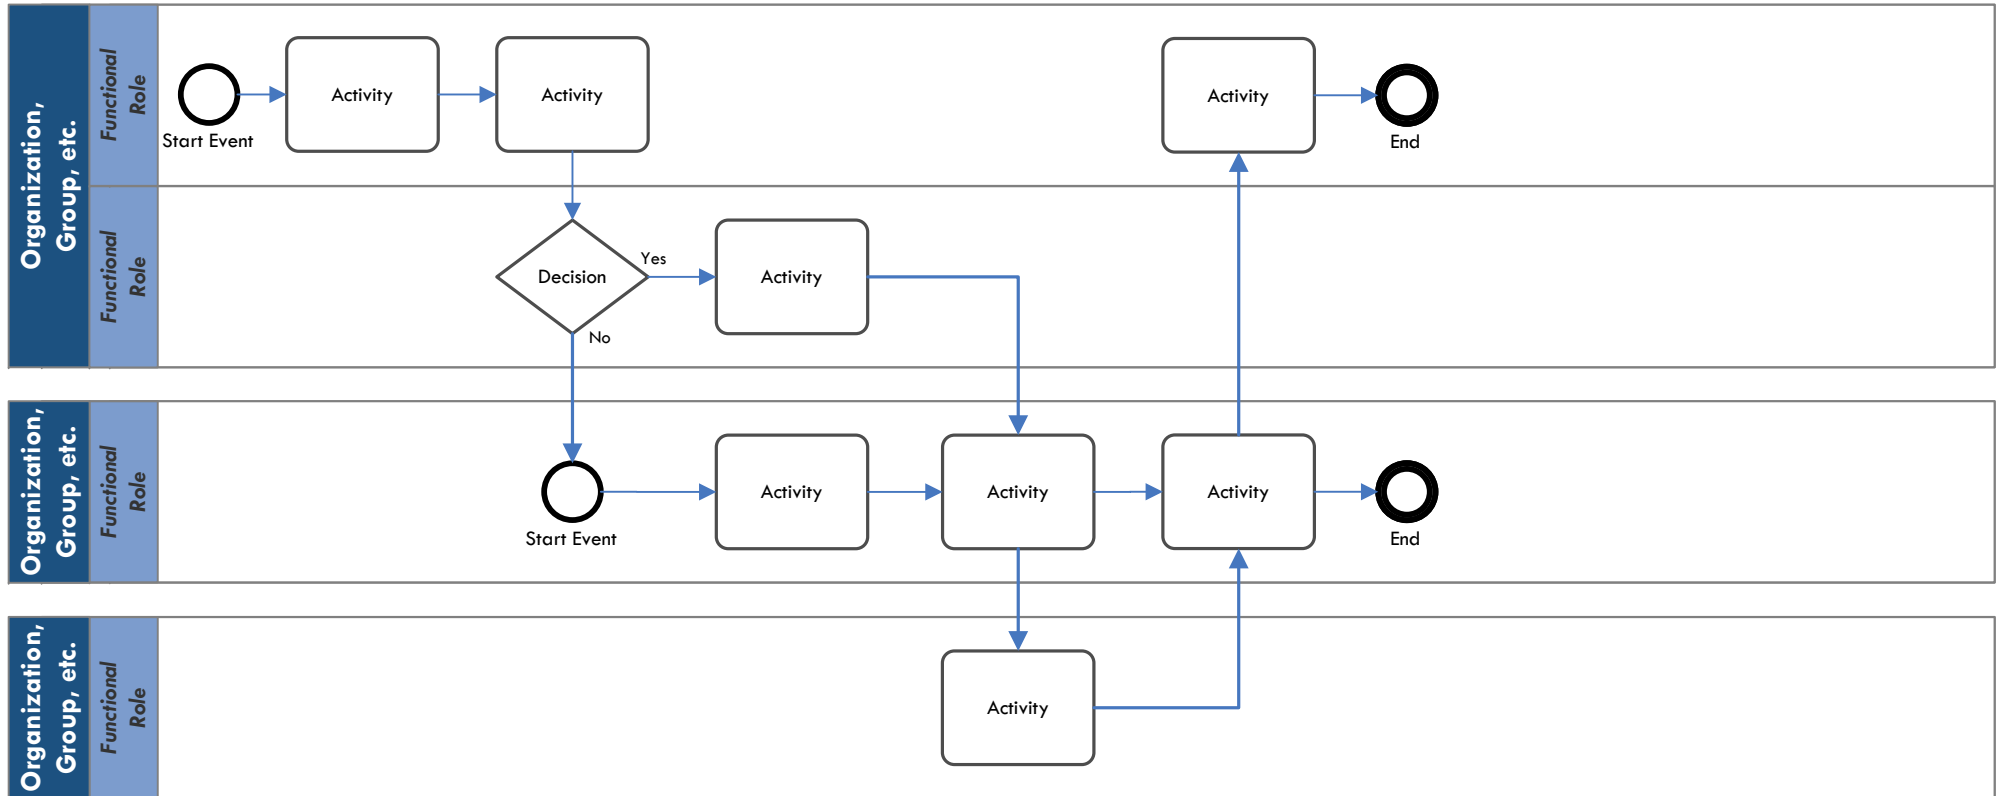 Organization,
Group, etc.
Functional
Role
Start Event
Activity
Activity
Activity
End
Functional
Role
Decision
Yes
No
Activity
Organization,
Group, etc.
Functional
Role
Start Event
Activity
Activity
Activity
End
Organization,
Group, etc.
Functional
Role
Activity